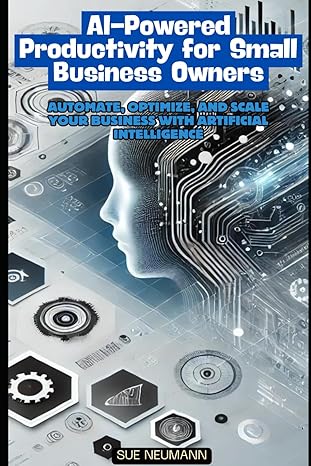 AI-Powered
Productivity for Small
Business Owners
AUTOMATE, OPTIMIZE, AND SCALE
YOUR BUSINESS WITH ARTIFICIAL
INTELLIGENCE
SUE NEUMANN